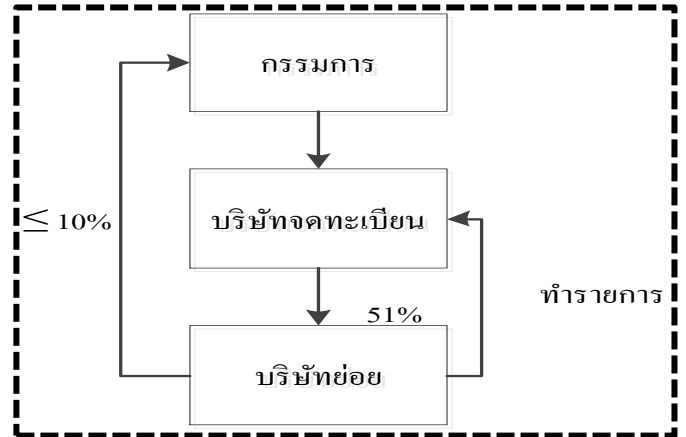 กรรมการ
บริษัทจดทะเบียน
≤ 10%
ทำรายการ
51%
บริษัทย่อย